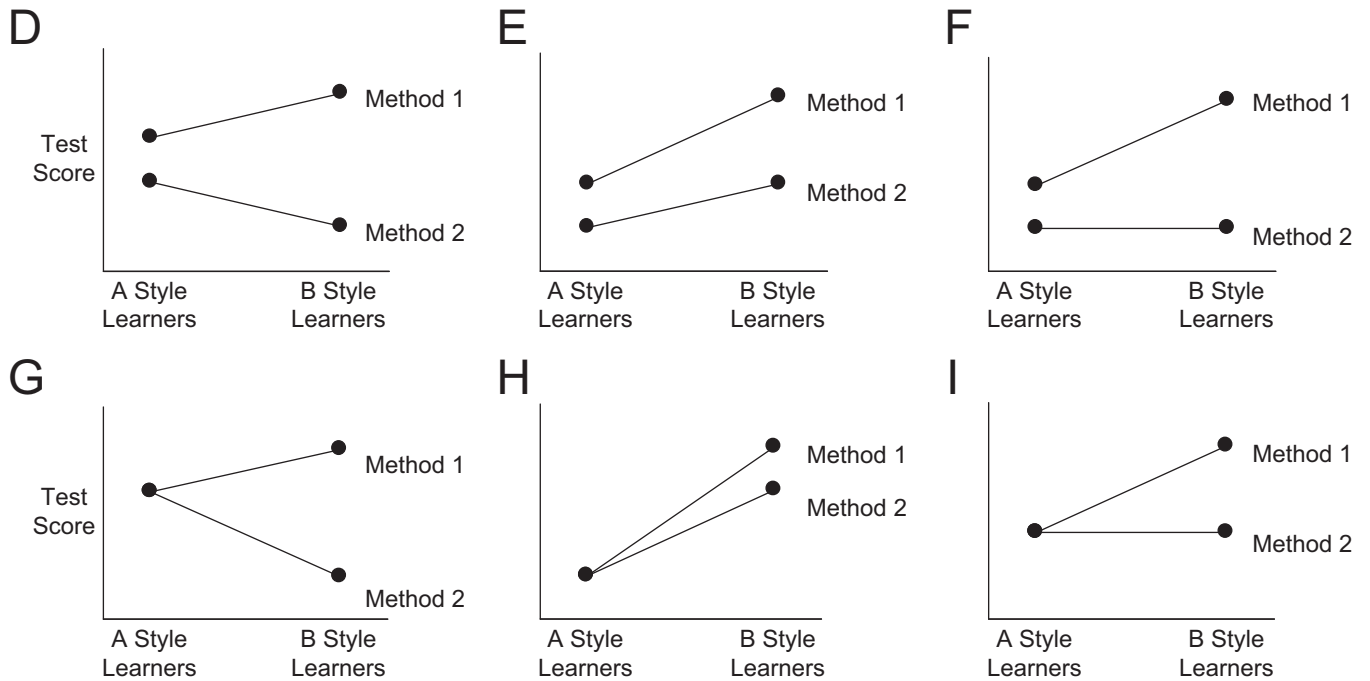 D
E
F
Method 1
Method 1
Method 1
Test
Score
Method 2
Method 2
Method 2
A Style
Learners
B Style
Learners
A Style
Learners
B Style
Learners
A Style
Learners
B Style
Learners
G
H
I
Method 1
Method 1
Method 1
Test
Score
Method 2
Method 2
Method 2
A Style
Learners
B Style
Learners
A Style
Learners
B Style
Learners
A Style
Learners
B Style
Learners